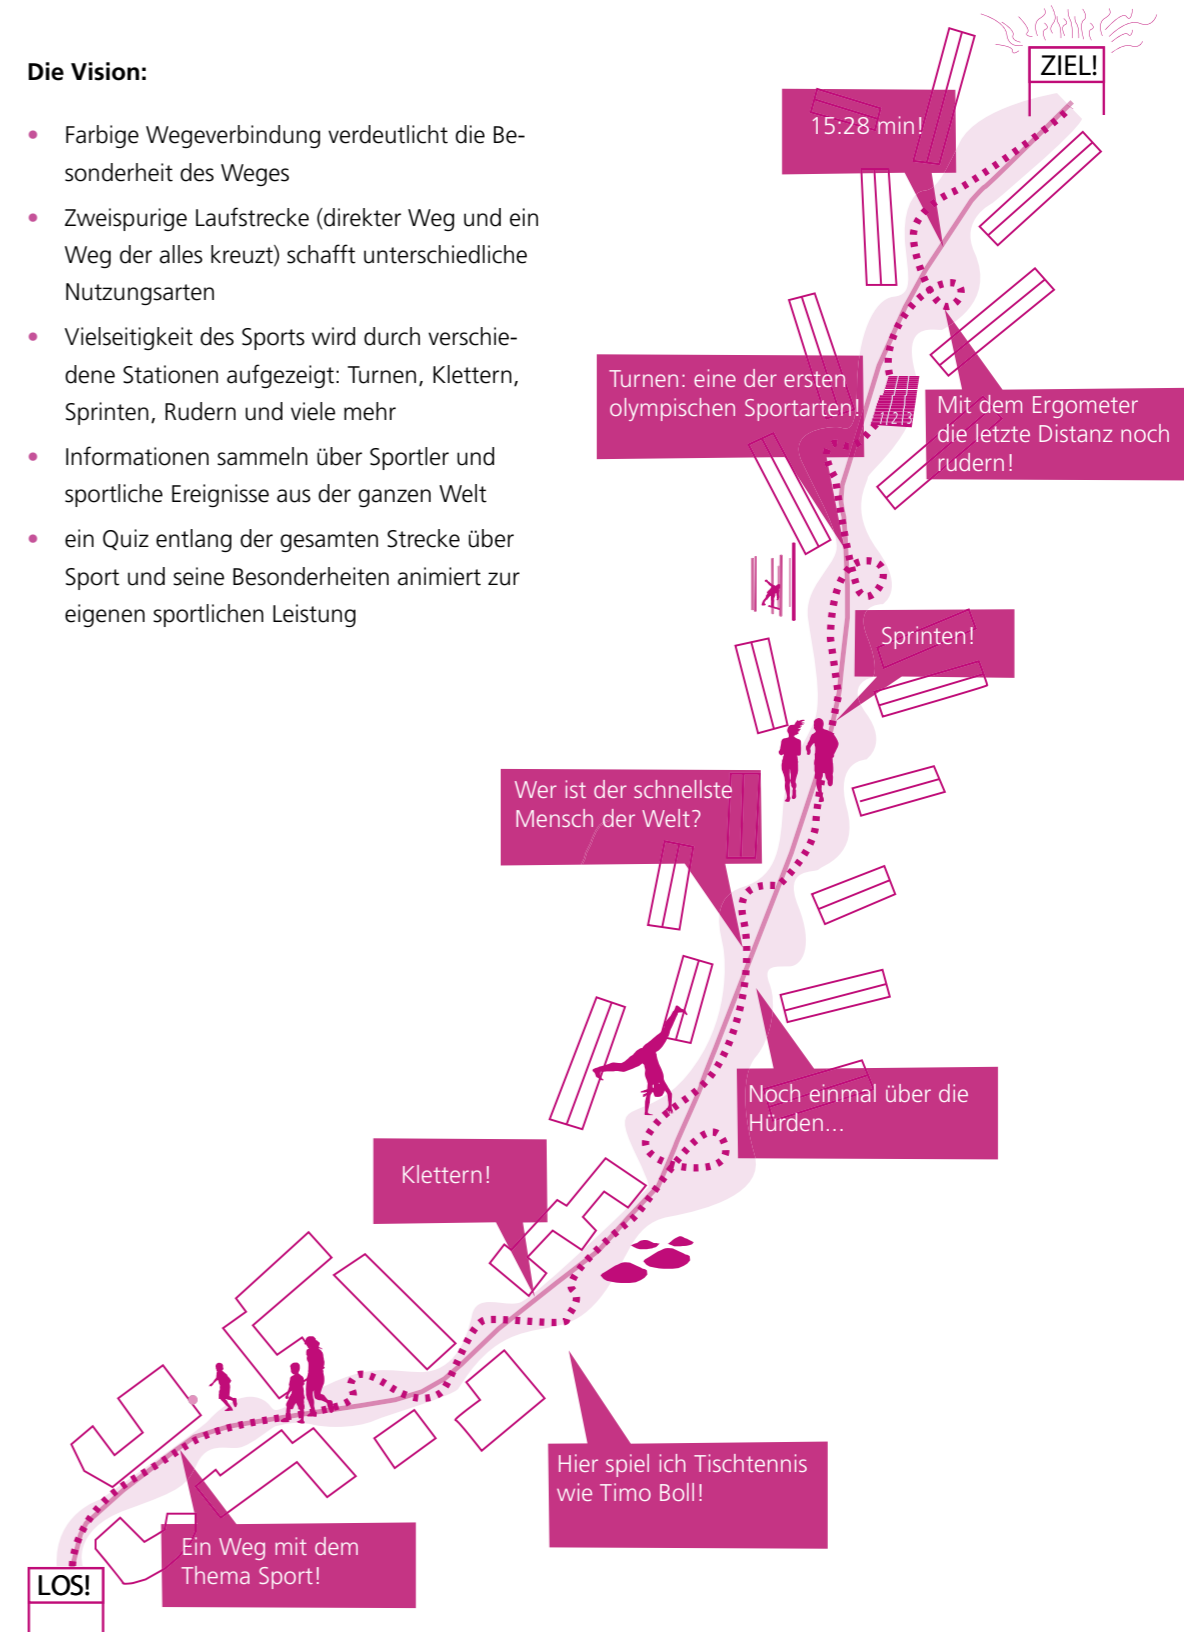 Die Vision:
• Farbige Wegeverbindung verdeutlicht die Be-
sonderheit des Weges
• Zweispurige Laufstrecke (direkter Weg und ein
Weg der alles kreuzt) schafft unterschiedliche
Nutzungsarten
• Vielseitigkeit des Sports wird durch verschie-
dene Stationen aufgezeigt: Turnen, Klettern,
Sprinten, Rudern und viele mehr
• Informationen sammeln über Sportler und
sportliche Ereignisse aus der ganzen Welt
• ein Quiz entlang der gesamten Strecke über
Sport und seine Besonderheiten animiert zur
eigenen sportlichen Leistung
ZIEL!
15:28 min!
Turnen: eine der ersten
olympischen Sportarten!
1 2 3
Mit dem Ergometer
die letzte Distanz noch
rudern!
Sprinten!
Wer ist der schnellste
Mensch der Welt?
Noch einmal über die
Hürden...
Klettern!
Hier spiel ich Tischtennis
wie Timo Boll!
Ein Weg mit dem
Thema Sport!
LOS!